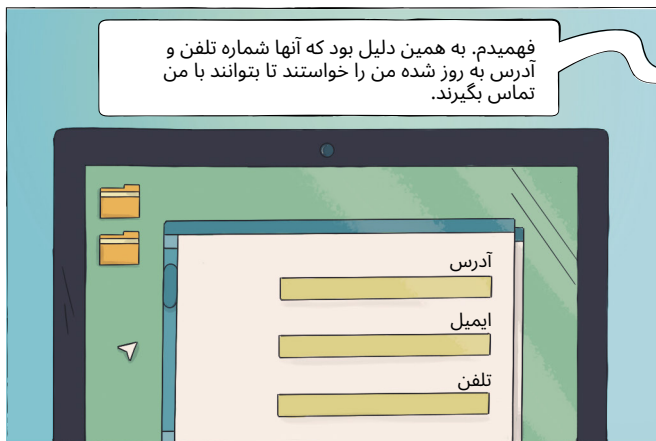 فهمیدم. به همین دلیل بود که آنها شماره تلفن و
آدرس به روز شده من را خواستند تا بتوانند با من
تماس بگیرند.
آدرس
ایمیل
تلفن